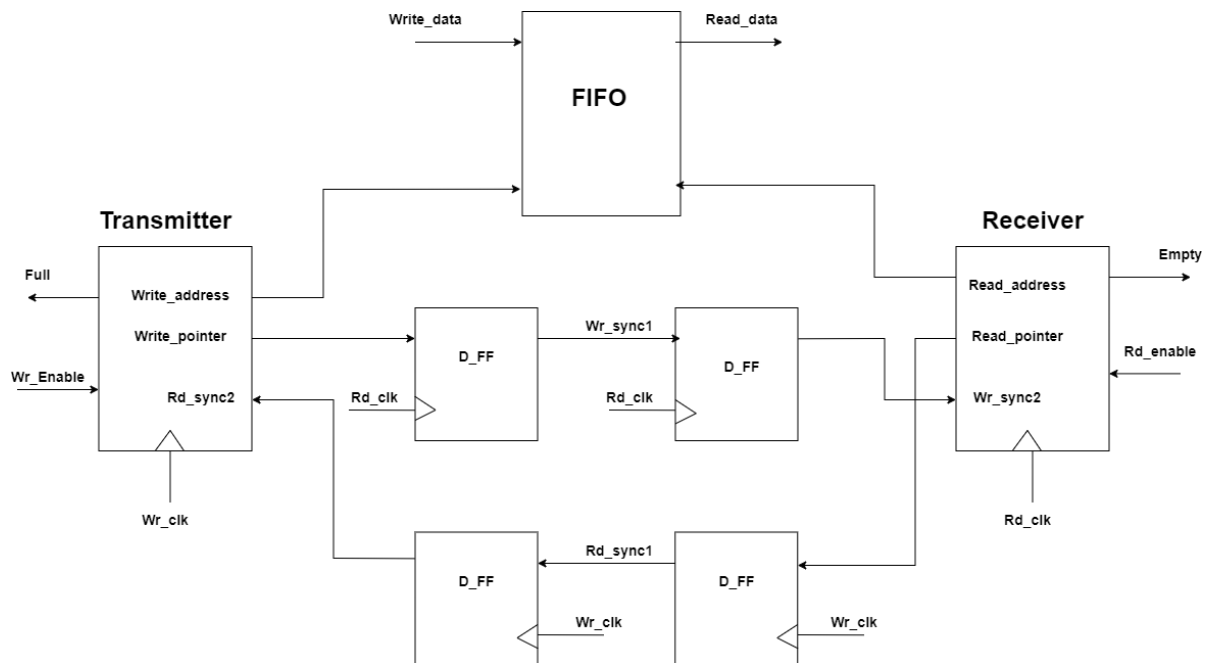 Write_data
Read_data
FIFO
Transmitter
Receiver
Full
Write_address
Write_pointer
Wr_Enable
Rd_sync2
Wr_clk
D_FF
Rd_clk
Wr_sync1
D_FF
Rd_clk
Empty
Read_address
Read_pointer
Rd_enable
Wr_sync2
Rd_clk
D_FF
Wr_clk
Rd_sync1
D_FF
Wr_clk